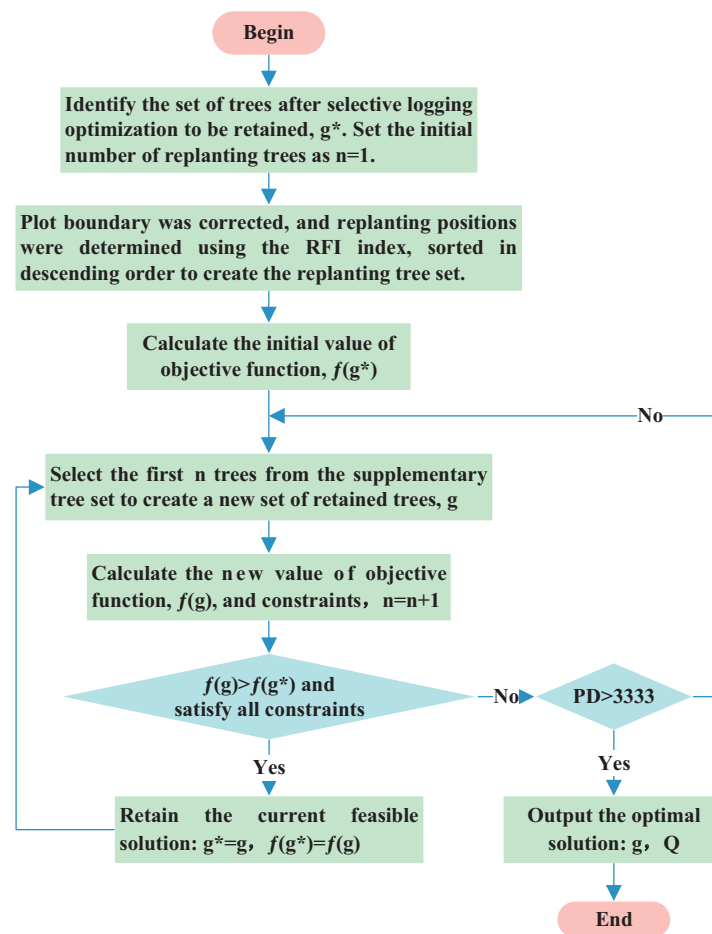 Begin
Identify the set of trees after selective logging
optimization to be retained, g*. Set the initial
number of replanting trees as n=1.
Plot boundary was corrected, and replanting positions
were determined using the RFI index, sorted in
descending order to create the replanting tree set.
Calculate the initial value of
objective function, f(g*)
No
Select the first n trees from the supplementary
tree set to create a new set of retained trees, g
Calculate the new value of objective
function, f(g), and constraints，n=n+1
f(g)>f(g*) and
satisfy all constraints
No
PD>3333
Yes
Yes
Retain the current feasible
solution: g*=g，f(g*)=f(g)
Output the optimal
solution: g，Q
End